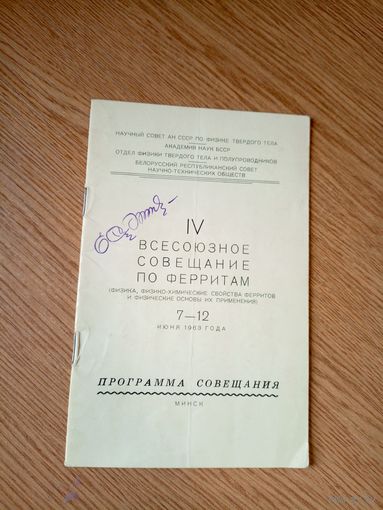 НАУЧНЫЙ СОВЕТ АН СССР ПО ФИЗИКЕ ТВЕРДОГО ТЕЛА
АКАДЕМИЯ НАУК БССР
ОТДЕЛ ФИЗИКИ ТВЕРДОГО ТЕЛА И ПОЛУПРОВОДНИКОВ
БЕЛОРУССКИЙ РЕСПУБЛИКАНСКИЙ СОВЕТ
НАУЧНО-ТЕХНИЧЕСКИХ ОБЩЕСТВ
IV
ВСЕСОЮЗНОЕ
СОВЕЩАНИЕ
ПО ФЕРРИТАМ
(ФИЗИКА, ФИЗИКО-ХИМИЧЕСКИЕ СВОЙСТВА ФЕРРИТОВ
И ФИЗИЧЕСКИЕ ОСНОВЫ ИХ ПРИМЕНЕНИЯ)
7—12
ИЮНЯ 1963 ГОДА
ПРОГРАММА СОВЕЩАНИЯ
МИНСК